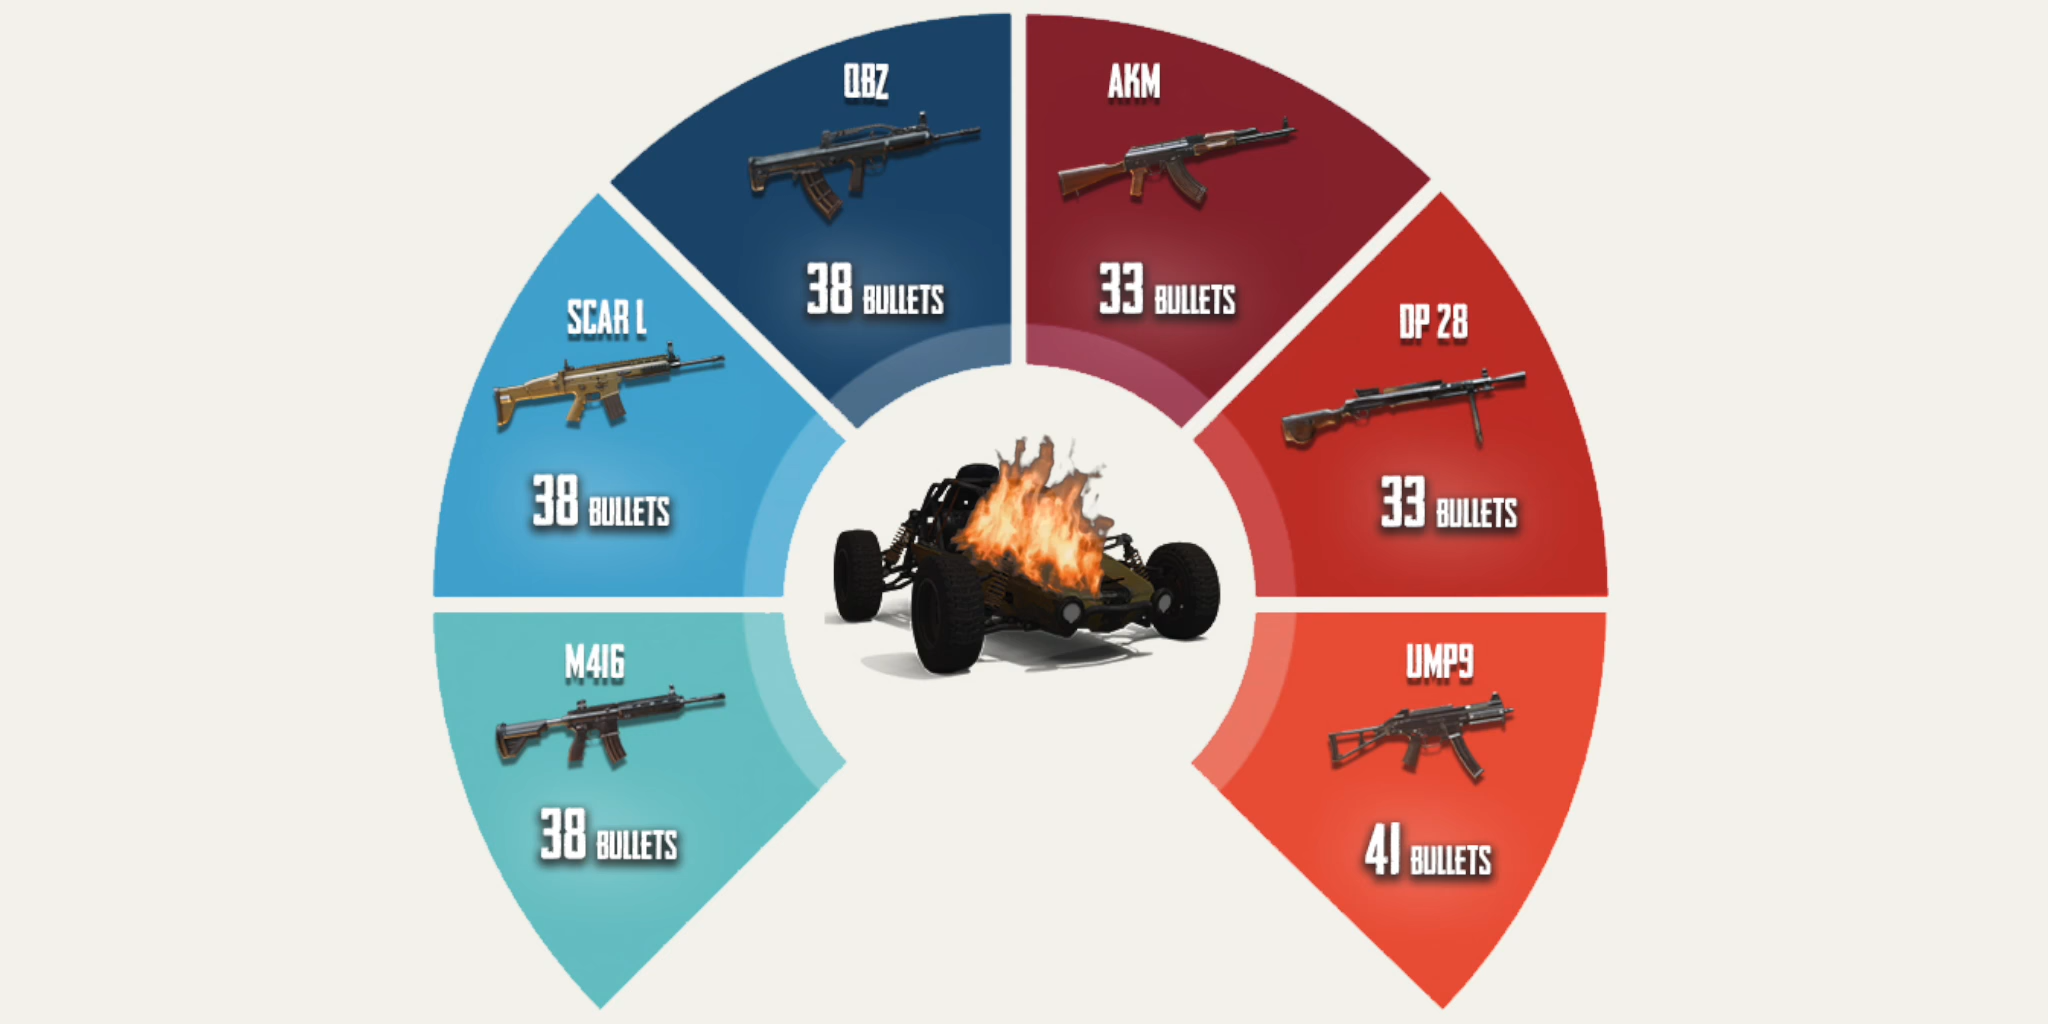 QBZ
38 BULLETS
AKM
33 BULLETS
SCAR L
38 BULLETS
DP 28
33 BULLETS
M416
38 BULLETS
UMP9
41 BULLETS